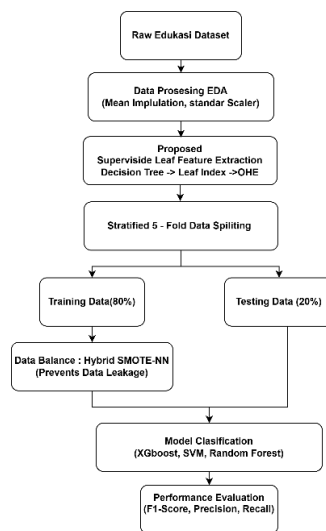 Raw Edukasi Dataset
Data Prosesing EDA
(Mean Implulation, standar Scaler)
Proposed
Superviside Leaf Feature Extraction
Decision Tree -> Leaf Index ->OHE
Stratified 5 - Fold Data Spiliting
Training Data(80%)
Testing Data (20%)
Data Balance : Hybrid SMOTE-NN
(Prevents Data Leakage)
Model Clasification
(XGboost, SVM, Random Forest)
Performance Evaluation
(F1-Score, Precision, Recall)